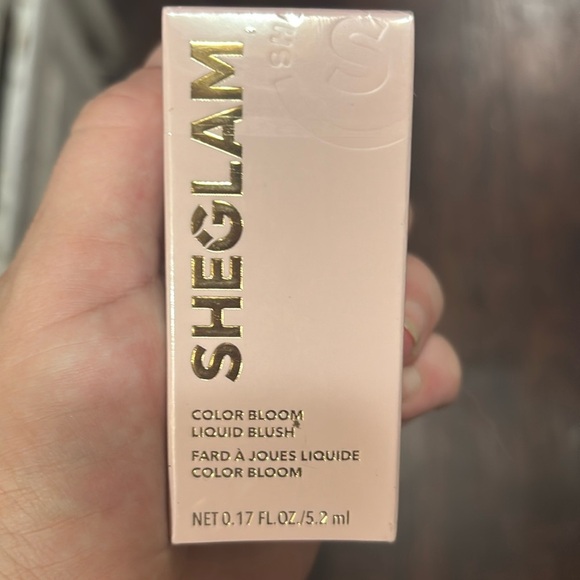 SHEGLAM
COLOR BLOOM
LIQUID BLUSH
FARD À JOUES LIQUIDE
COLOR BLOOM
NET 0.17 FL.OZ./5.2 ml